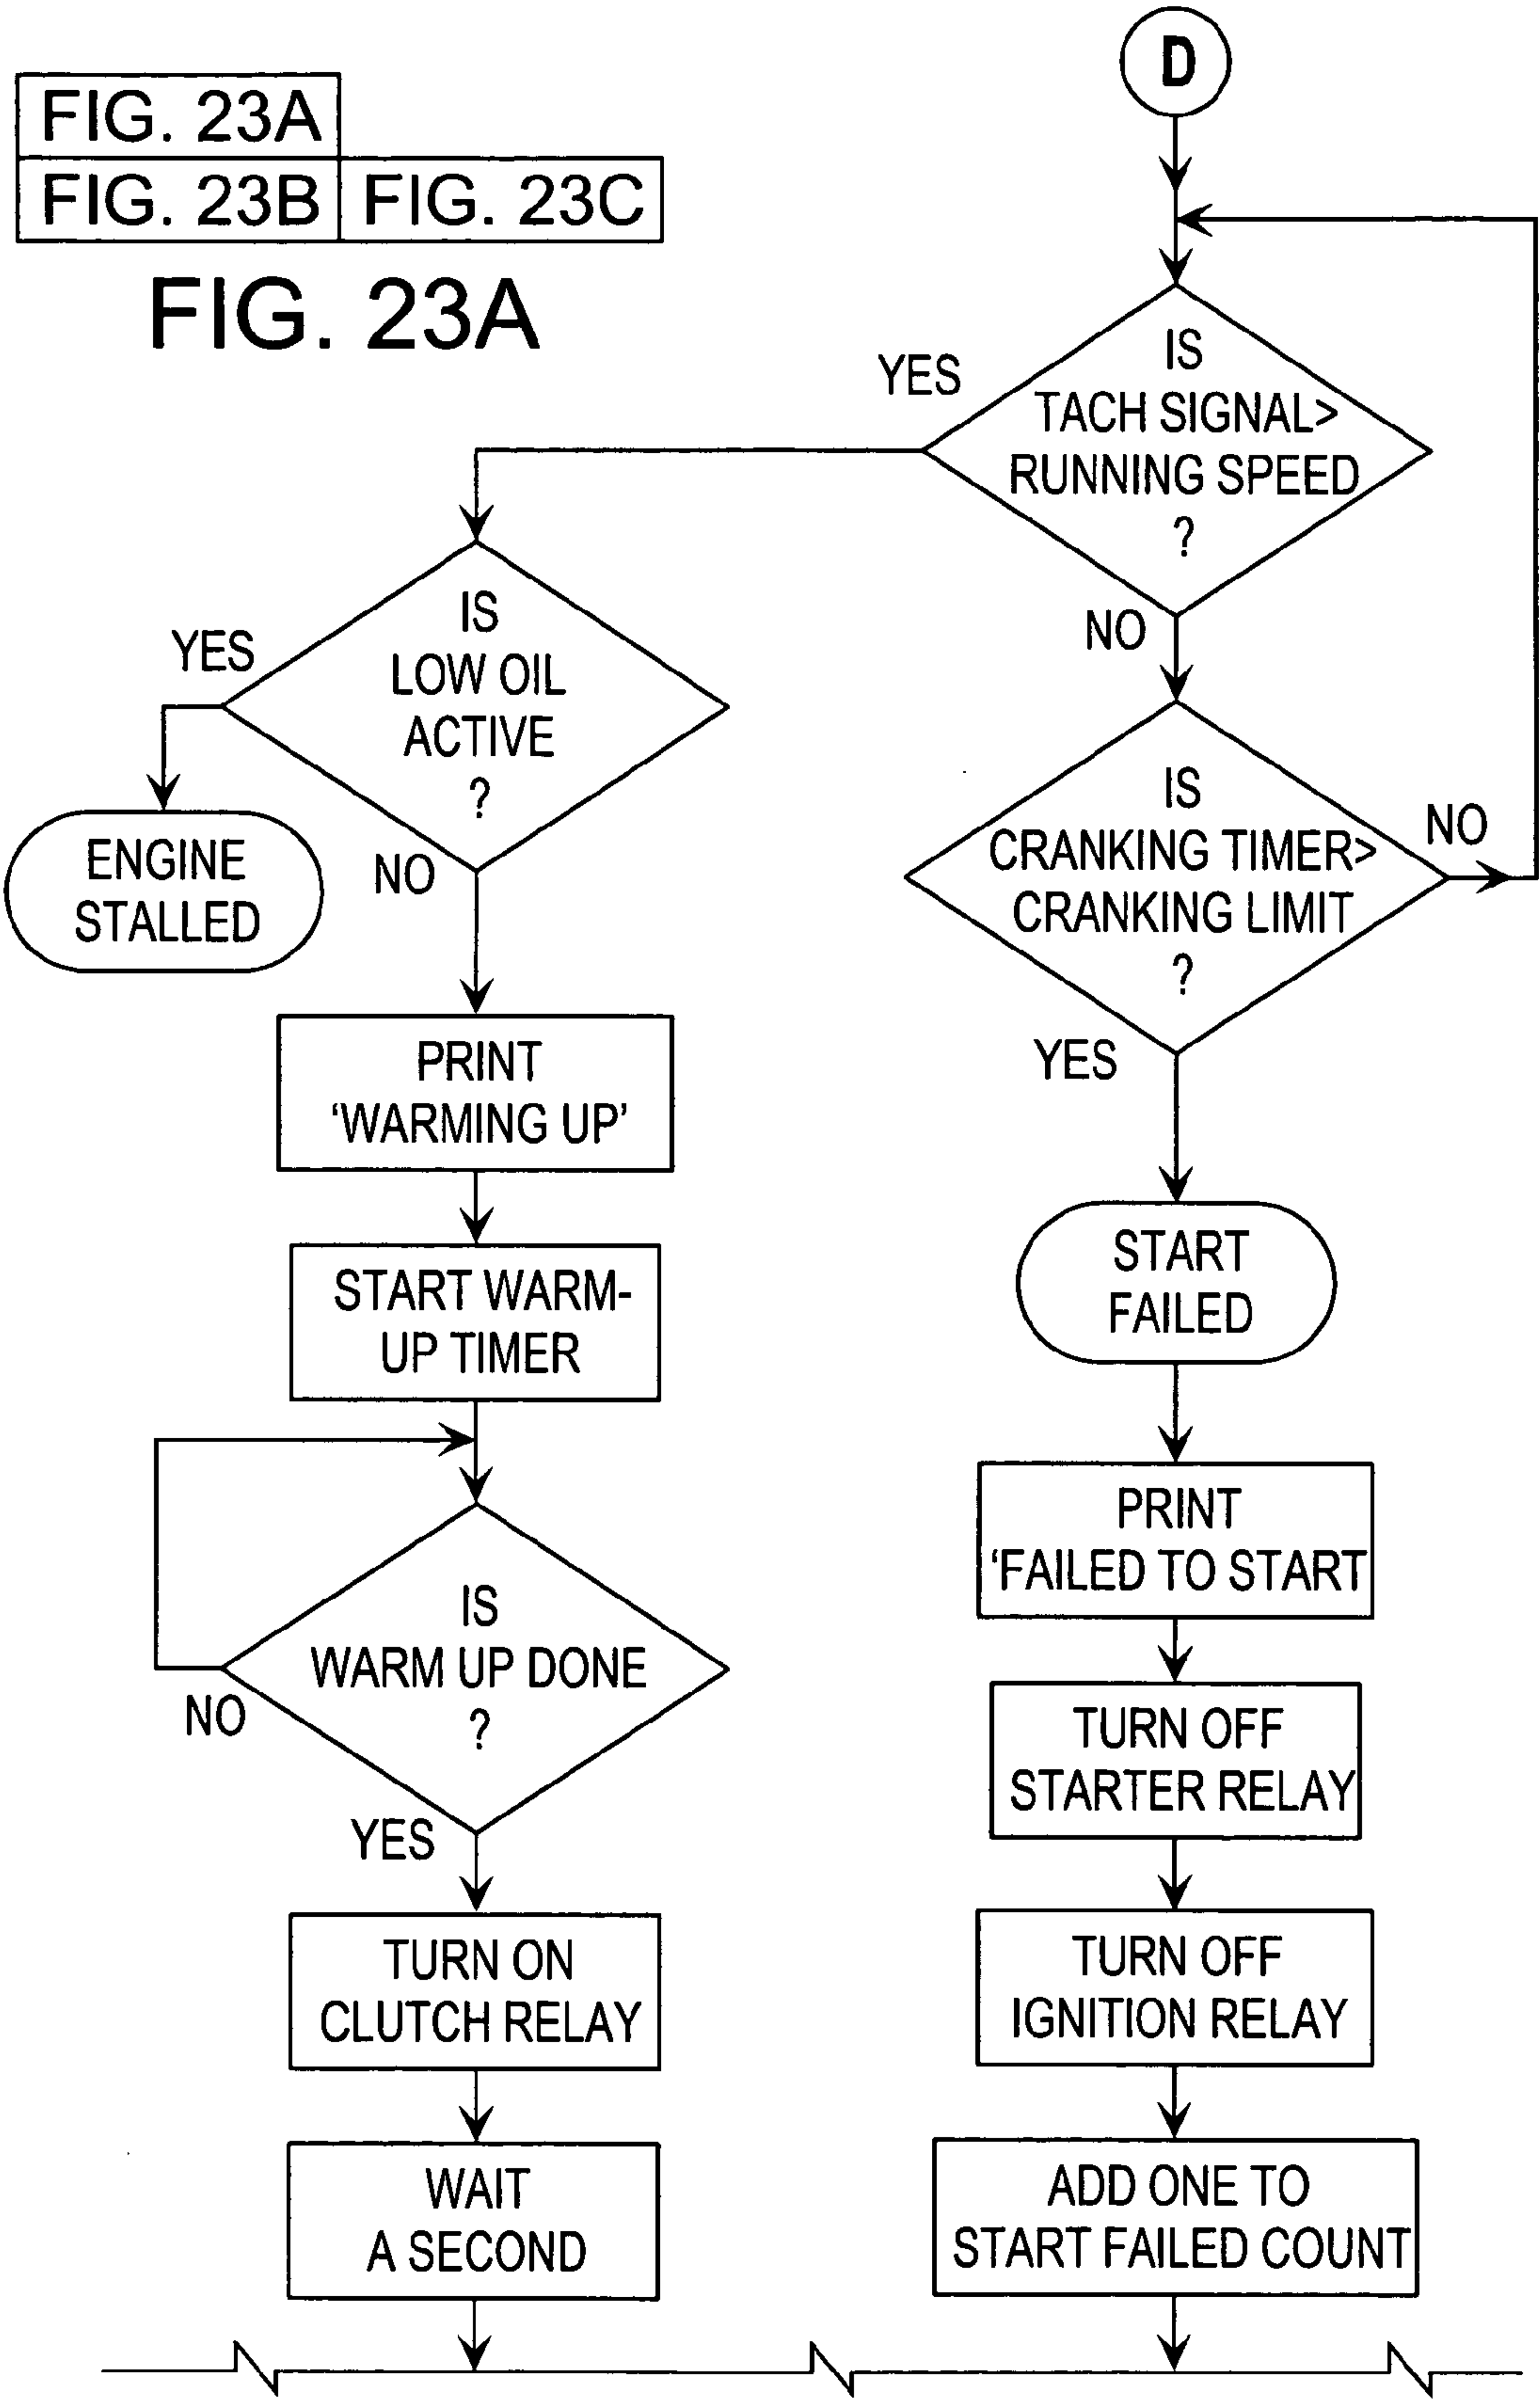 FIG. 23A
FIG. 23B FIG. 23C
FIG. 23A
D
IS
TACH SIGNAL>
RUNNING SPEED
?
YES
NO
IS
LOW OIL
ACTIVE
?
YES
NO
ENGINE
STALLED
IS
CRANKING TIMER>
CRANKING LIMIT
?
NO
YES
PRINT
‘WARMING UP’
START WARM-
UP TIMER
IS
WARM UP DONE
?
NO
YES
TURN ON
CLUTCH RELAY
WAIT
A SECOND
START
FAILED
PRINT
‘FAILED TO START
TURN OFF
STARTER RELAY
TURN OFF
IGNITION RELAY
ADD ONE TO
START FAILED COUNT